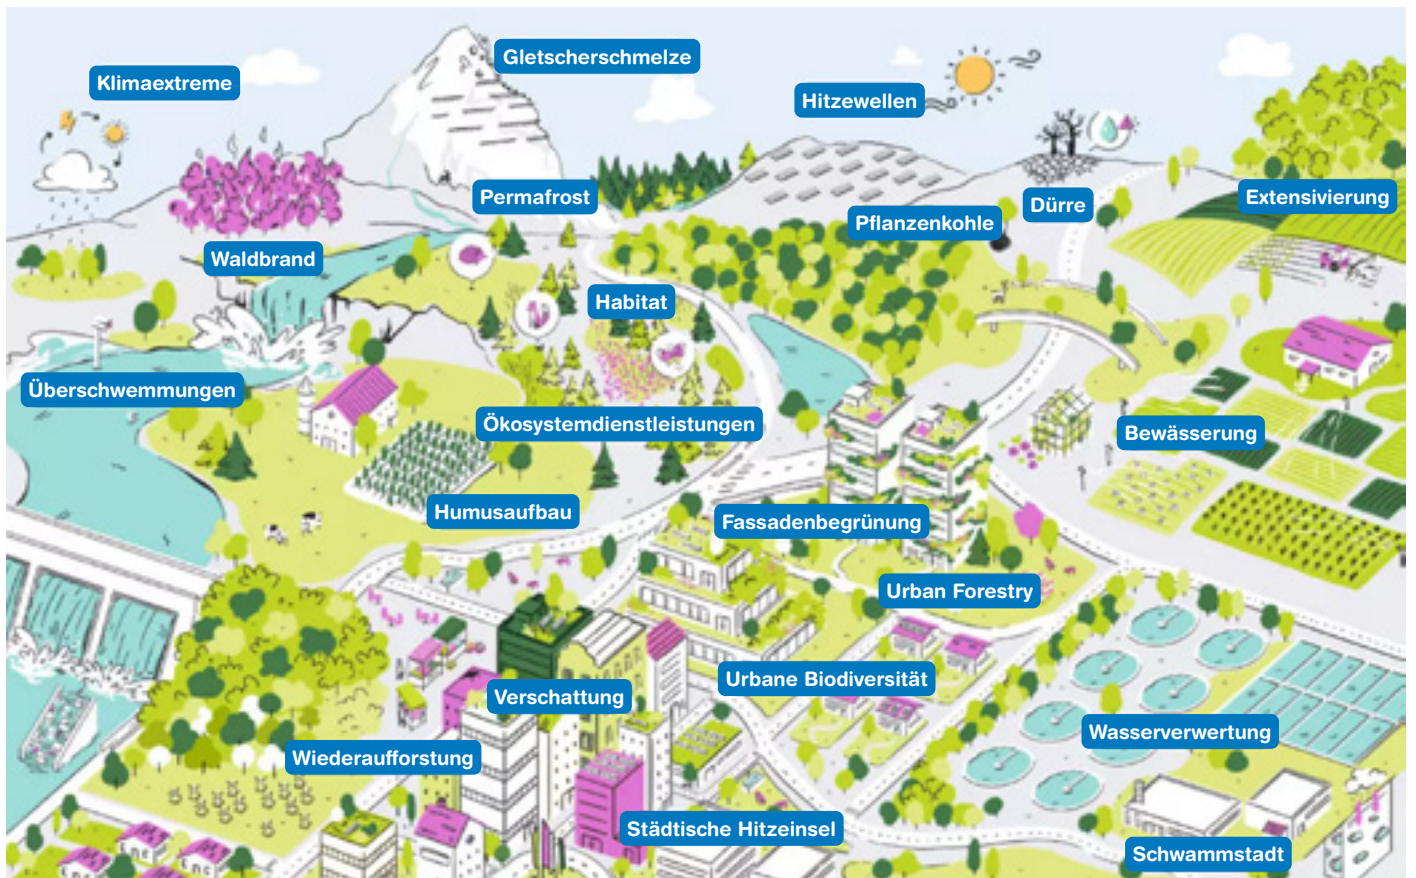 Gletscherschmelze
Klimaextreme
Hitzewellen
Permafrost
Dürre
Extensivierung
Pflanzenkohle
Waldbrand
Habitat
Überschwemmungen
Ökosystemdienstleistungen
Bewässerung
Humusaufbau
Fassadenbegrünung
Urban Forestry
Urbane Biodiversität
Verschattung
Wasserverwertung
Wiederaufforstung
Städtische Hitzeinsel
Schwammstadt